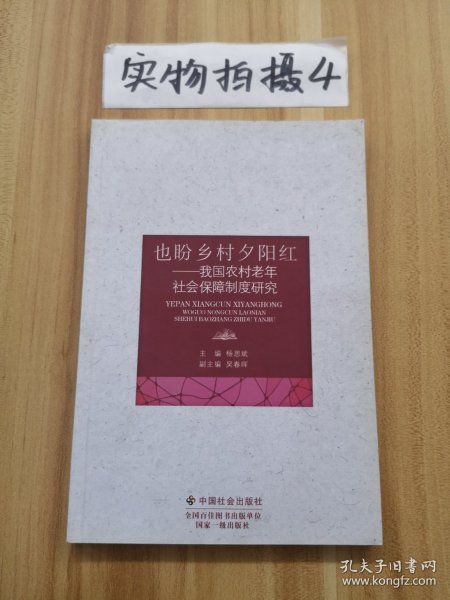 实物拍摄4
也盼乡村夕阳红
——我国农村老年
社会保障制度研究
YEPAN XIANGCUN XIYANGHONG
WOGUO NONGCUN LAONIAN
SHEHUI BAOZHANG ZHIDU YANJIU
主 编 杨思斌
副主编 吴春晖
中国社会出版社
全国百佳图书出版单位
国家一级出版社
孔夫子旧书网
www.kongfz.com